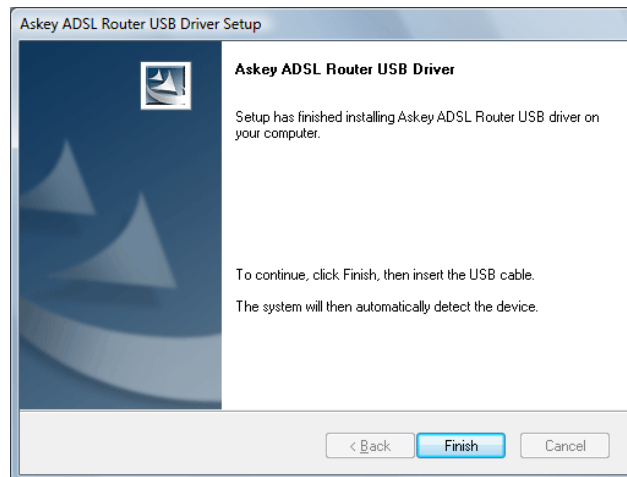 Askey ADSL Router USB Driver Setup
Askey ADSL Router USB Driver
Setup has finished installing Askey ADSL Router USB driver on
your computer.
To continue, click Finish, then insert the USB cable.
The system will then automatically detect the device.
< Back Finish Cancel